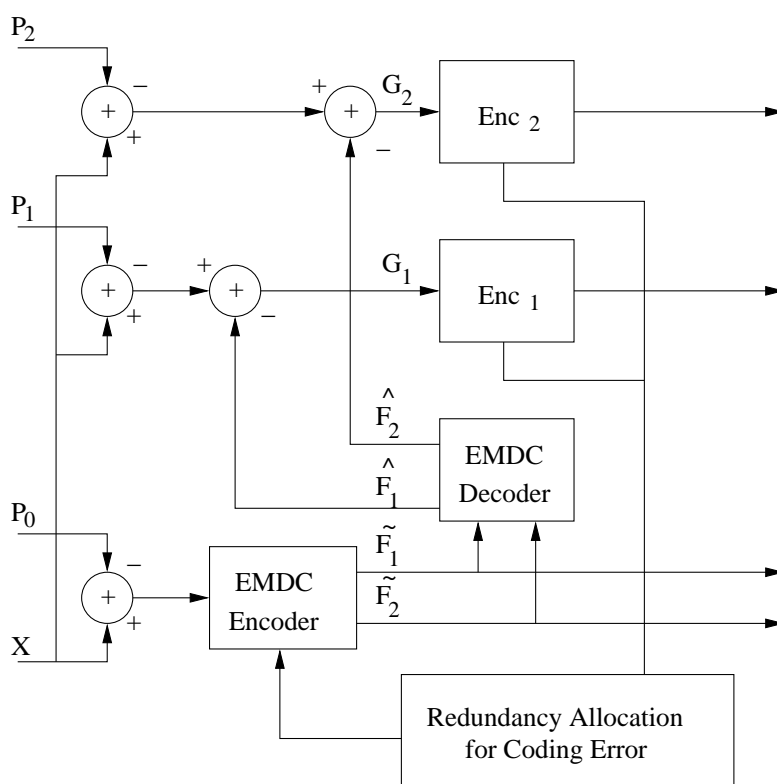 P2
−
+
+
+
−
+
G2
Enc 2
P1
−
+
+
+
−
+
G1
Enc 1
F̂2
F̂1
EMDC
Decoder
P0
−
+
+
X
EMDC
Encoder
F̃1
F̃2
Redundancy Allocation
for Coding Error